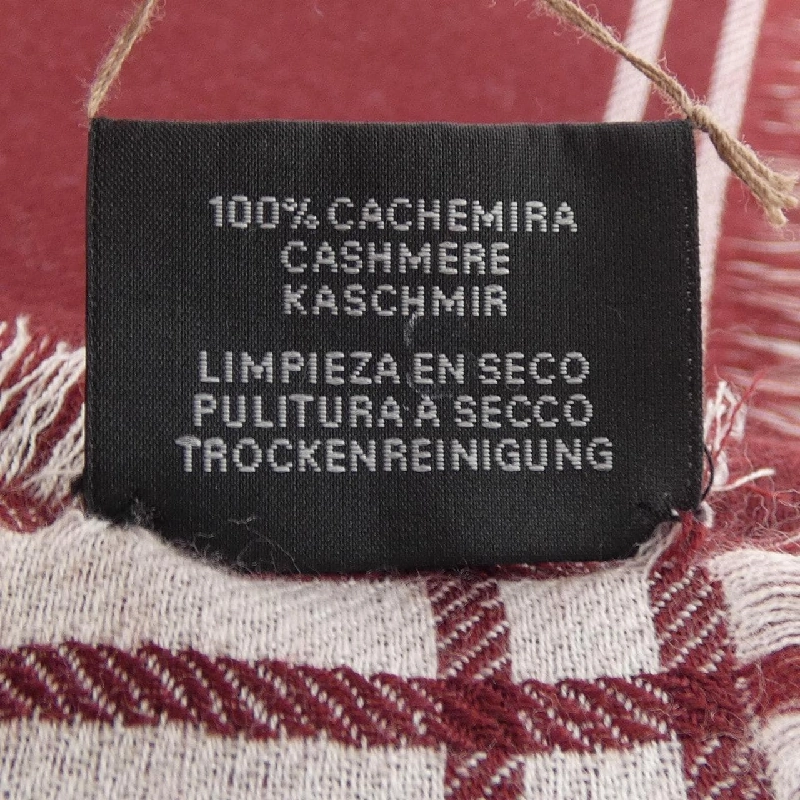 100% CACHEMIRA
CASHMERE
KASCHMIR
LIMPIEZA EN SECO
PULITURA A SECCO
TROCKENREINIGUNG